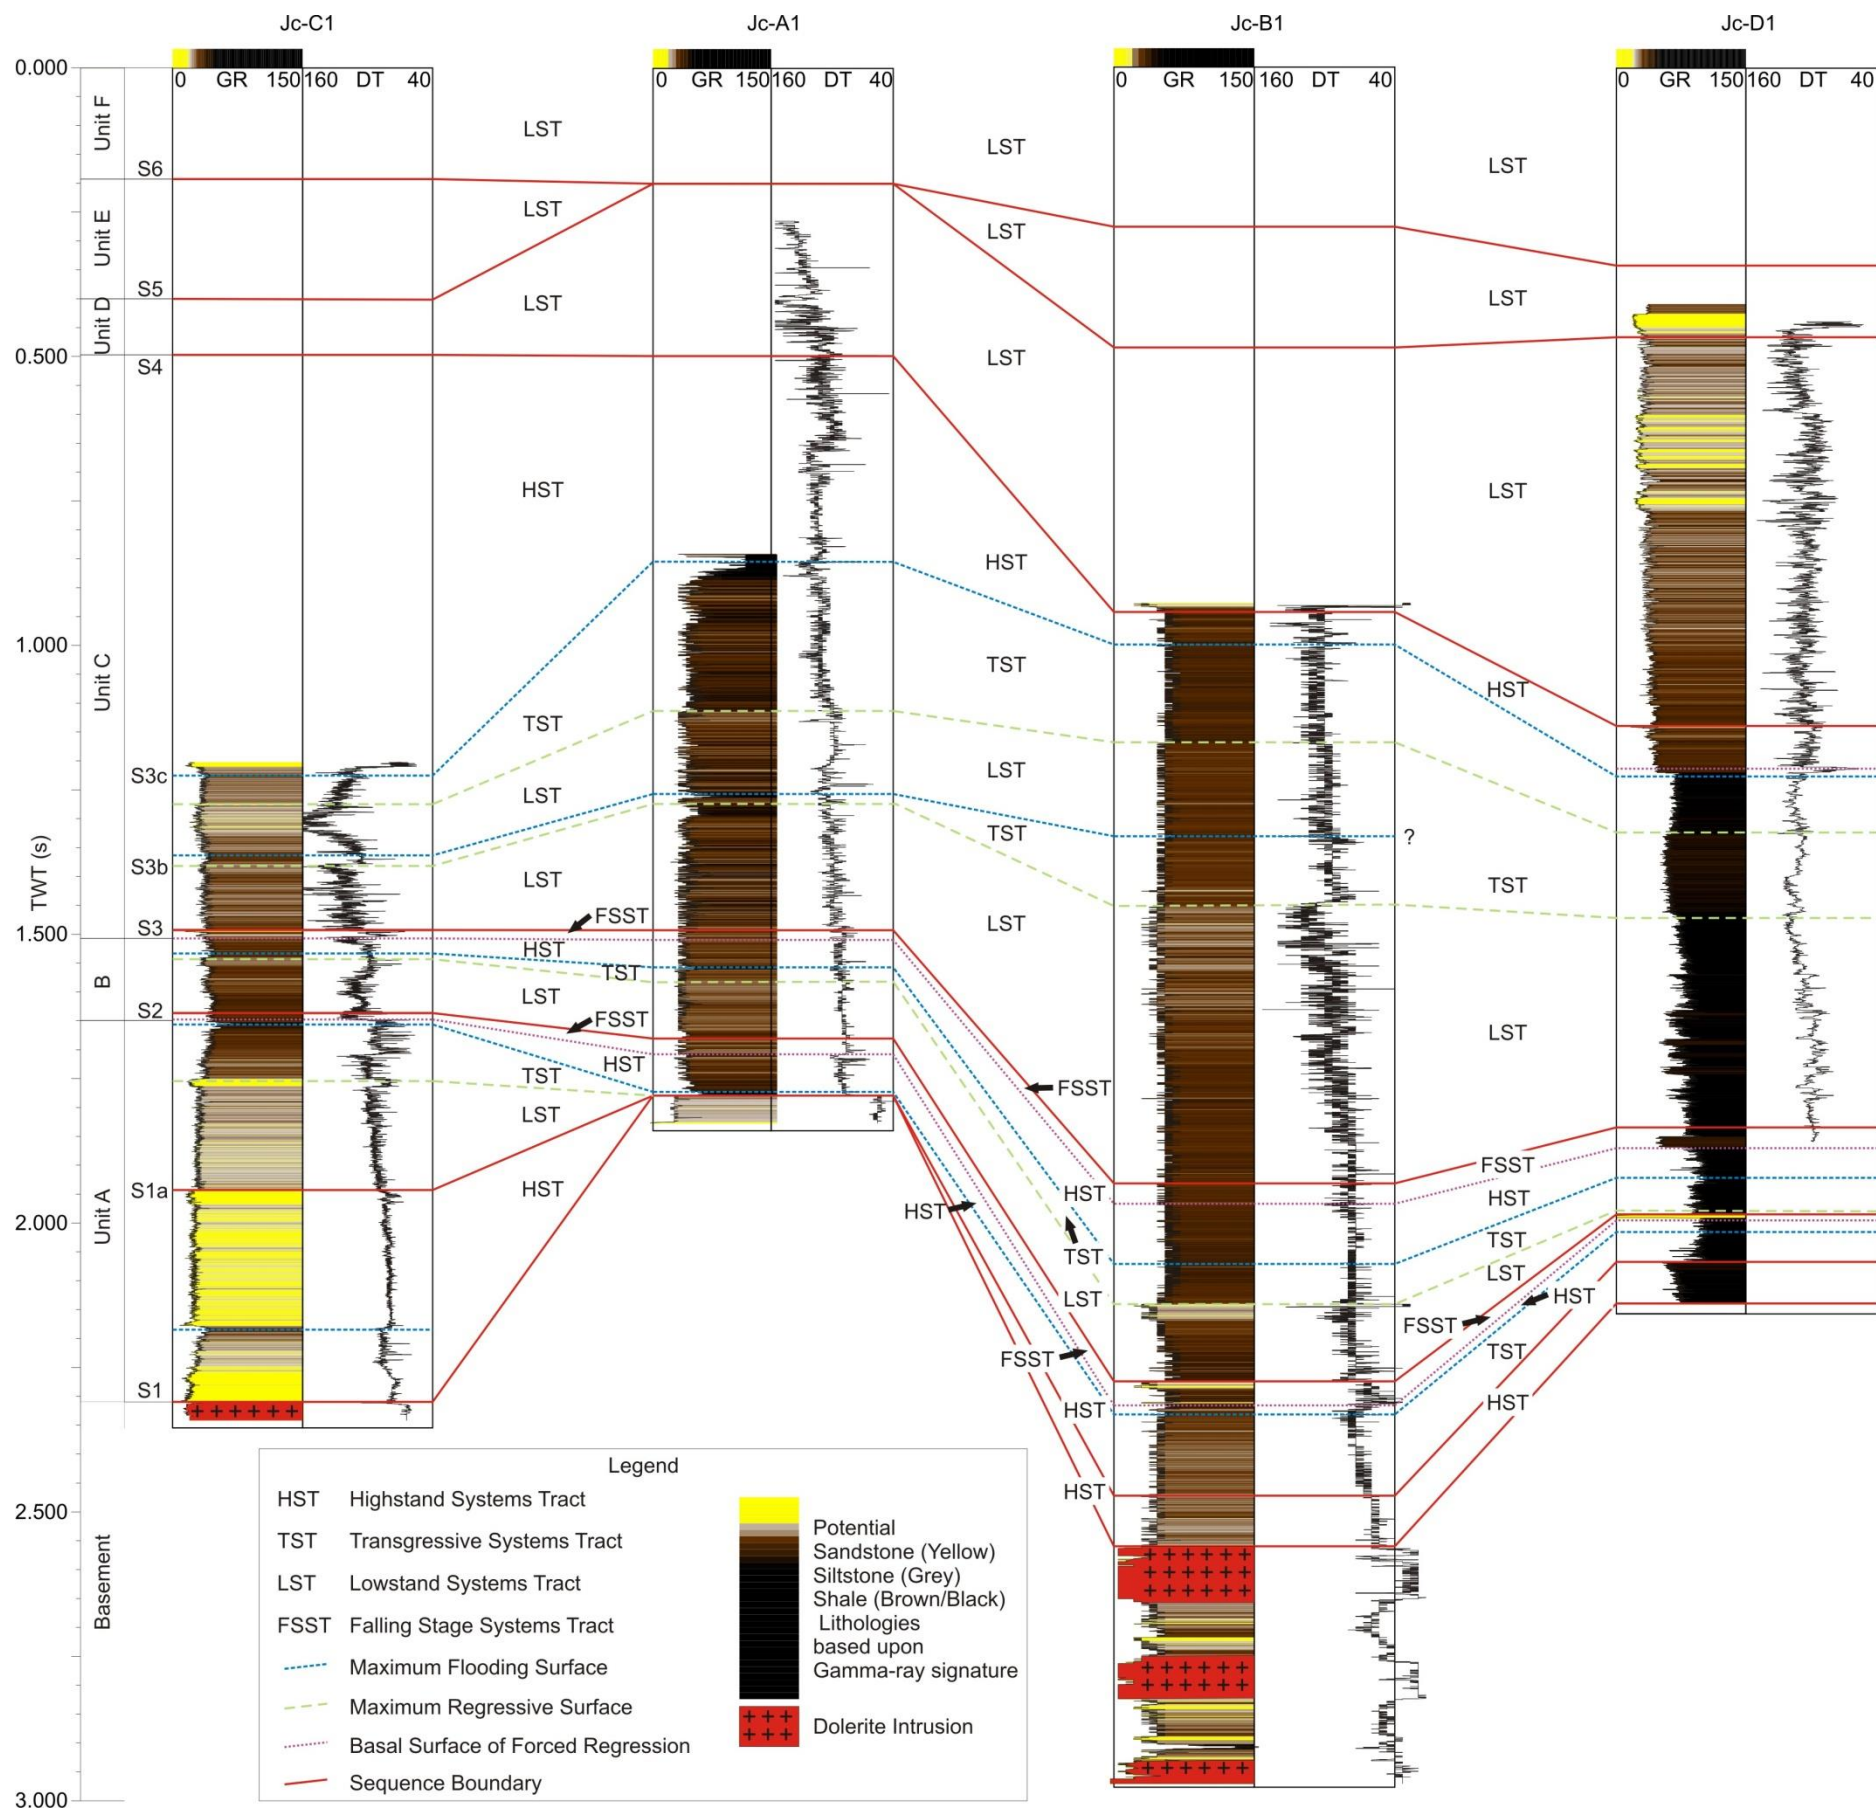 Jc-C1
Jc-A1
Jc-B1
Jc-D1
0 GR 150 160 DT 40
0 GR 150 160 DT 40
0 GR 150 160 DT 40
0 GR 150 160 DT 40
0.000
0.500
1.000
1.500
2.000
2.500
3.000
TWT (s)
Unit F
Unit E
Unit D
Unit C
B
Unit A
Basement
S6
S5
S4
S3c
S3b
S3
S2
S1a
S1
LST
LST
LST
HST
TST
LST
LST
FSST
HST
TST
LST
FSST
HST
TST
LST
HST
LST
LST
LST
HST
TST
LST
TST
LST
FSST
HST
HST
TST
LST
FSST
HST
HST
?
LST
LST
LST
HST
TST
LST
FSST
HST
TST
LST
HST
FSST
TST
HST
Legend
HST Highstand Systems Tract
TST Transgressive Systems Tract
LST Lowstand Systems Tract
FSST Falling Stage Systems Tract
Maximum Flooding Surface
Maximum Regressive Surface
Basal Surface of Forced Regression
Sequence Boundary
Potential
Sandstone (Yellow)
Siltstone (Grey)
Shale (Brown/Black)
Lithologies
based upon
Gamma-ray signature
Dolerite Intrusion